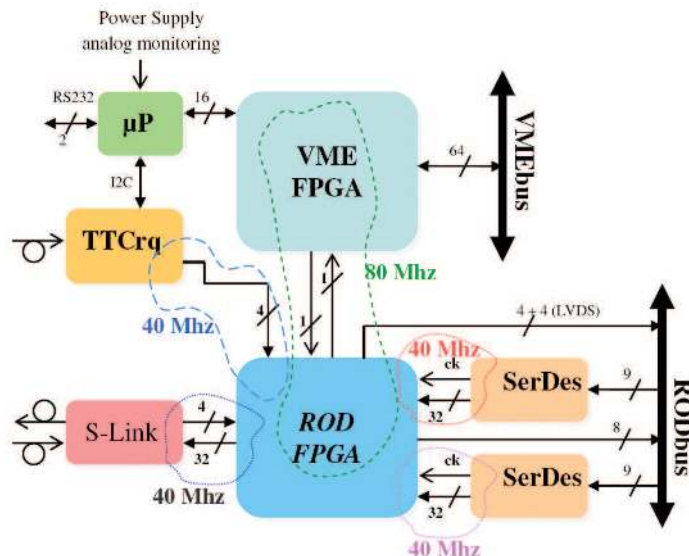 Power Supply
analog monitoring
RS232
2
µP
16
VME
FPGA
64
VMEbus
I2C
TTCrq
40 Mhz
4
1
1
80 Mhz
4 + 4 (LVDS)
40 Mhz
ck
32
SerDes
9
RODbus
S-Link
4
32
40 Mhz
ROD
FPGA
8
ck
32
SerDes
9
40 Mhz